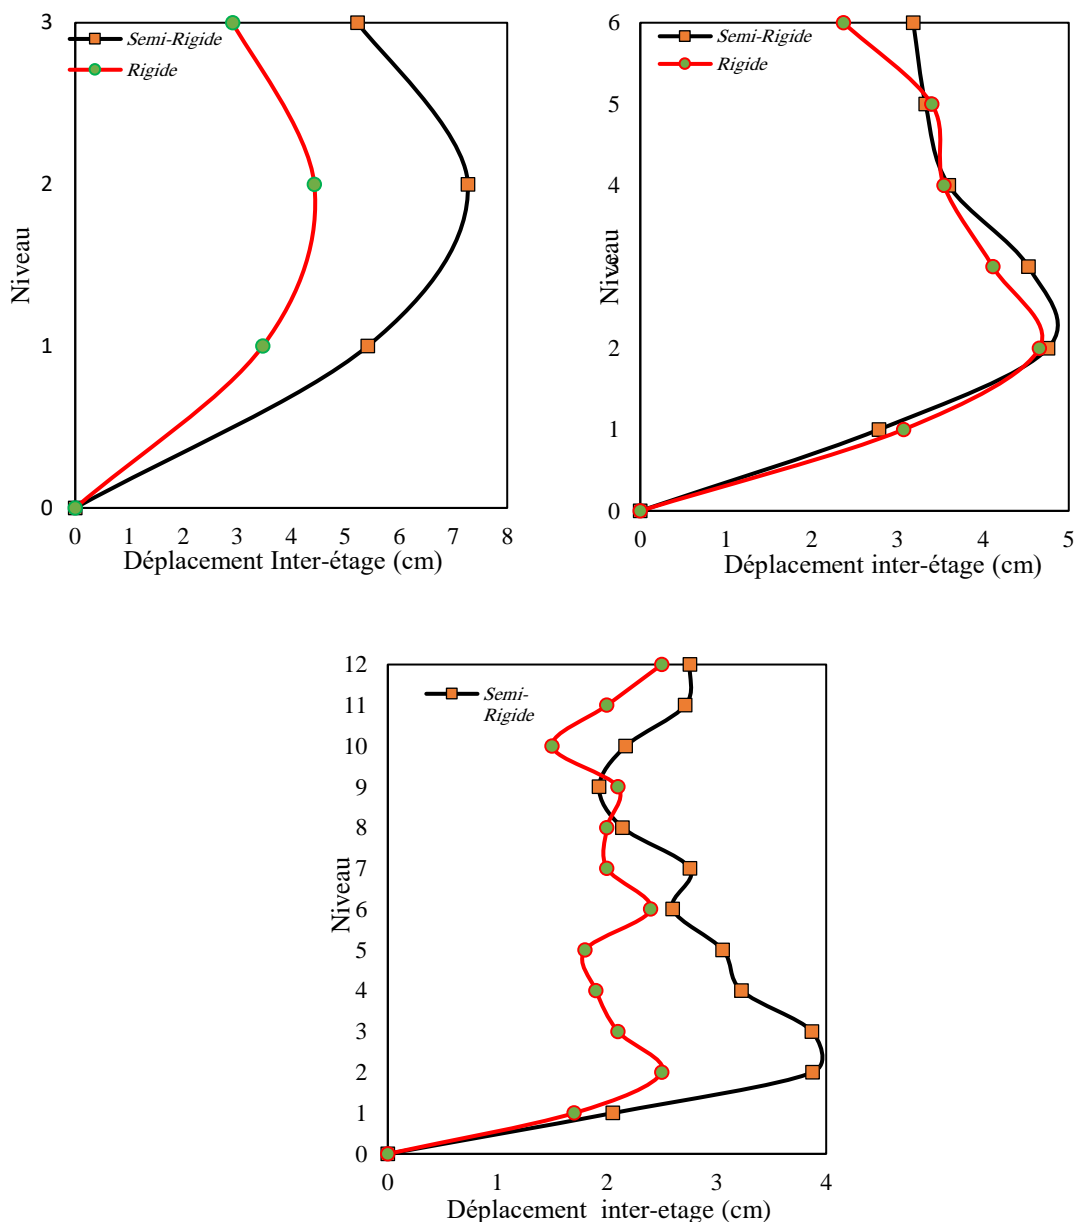 3
Semi-Rigide
Rigide
2
Niveau
1
0
0 1 2 3 4 5 6 7 8
Déplacement Inter-étage (cm)
6
Semi-Rigide
Rigide
5
4
Niveau
3
2
1
0
0 1 2 3 4 5
Déplacement inter-étage (cm)
12
Semi-
Rigide
11
10
9
8
7
Niveau
6
5
4
3
2
1
0
0 1 2 3 4
Déplacement inter-etage (cm)